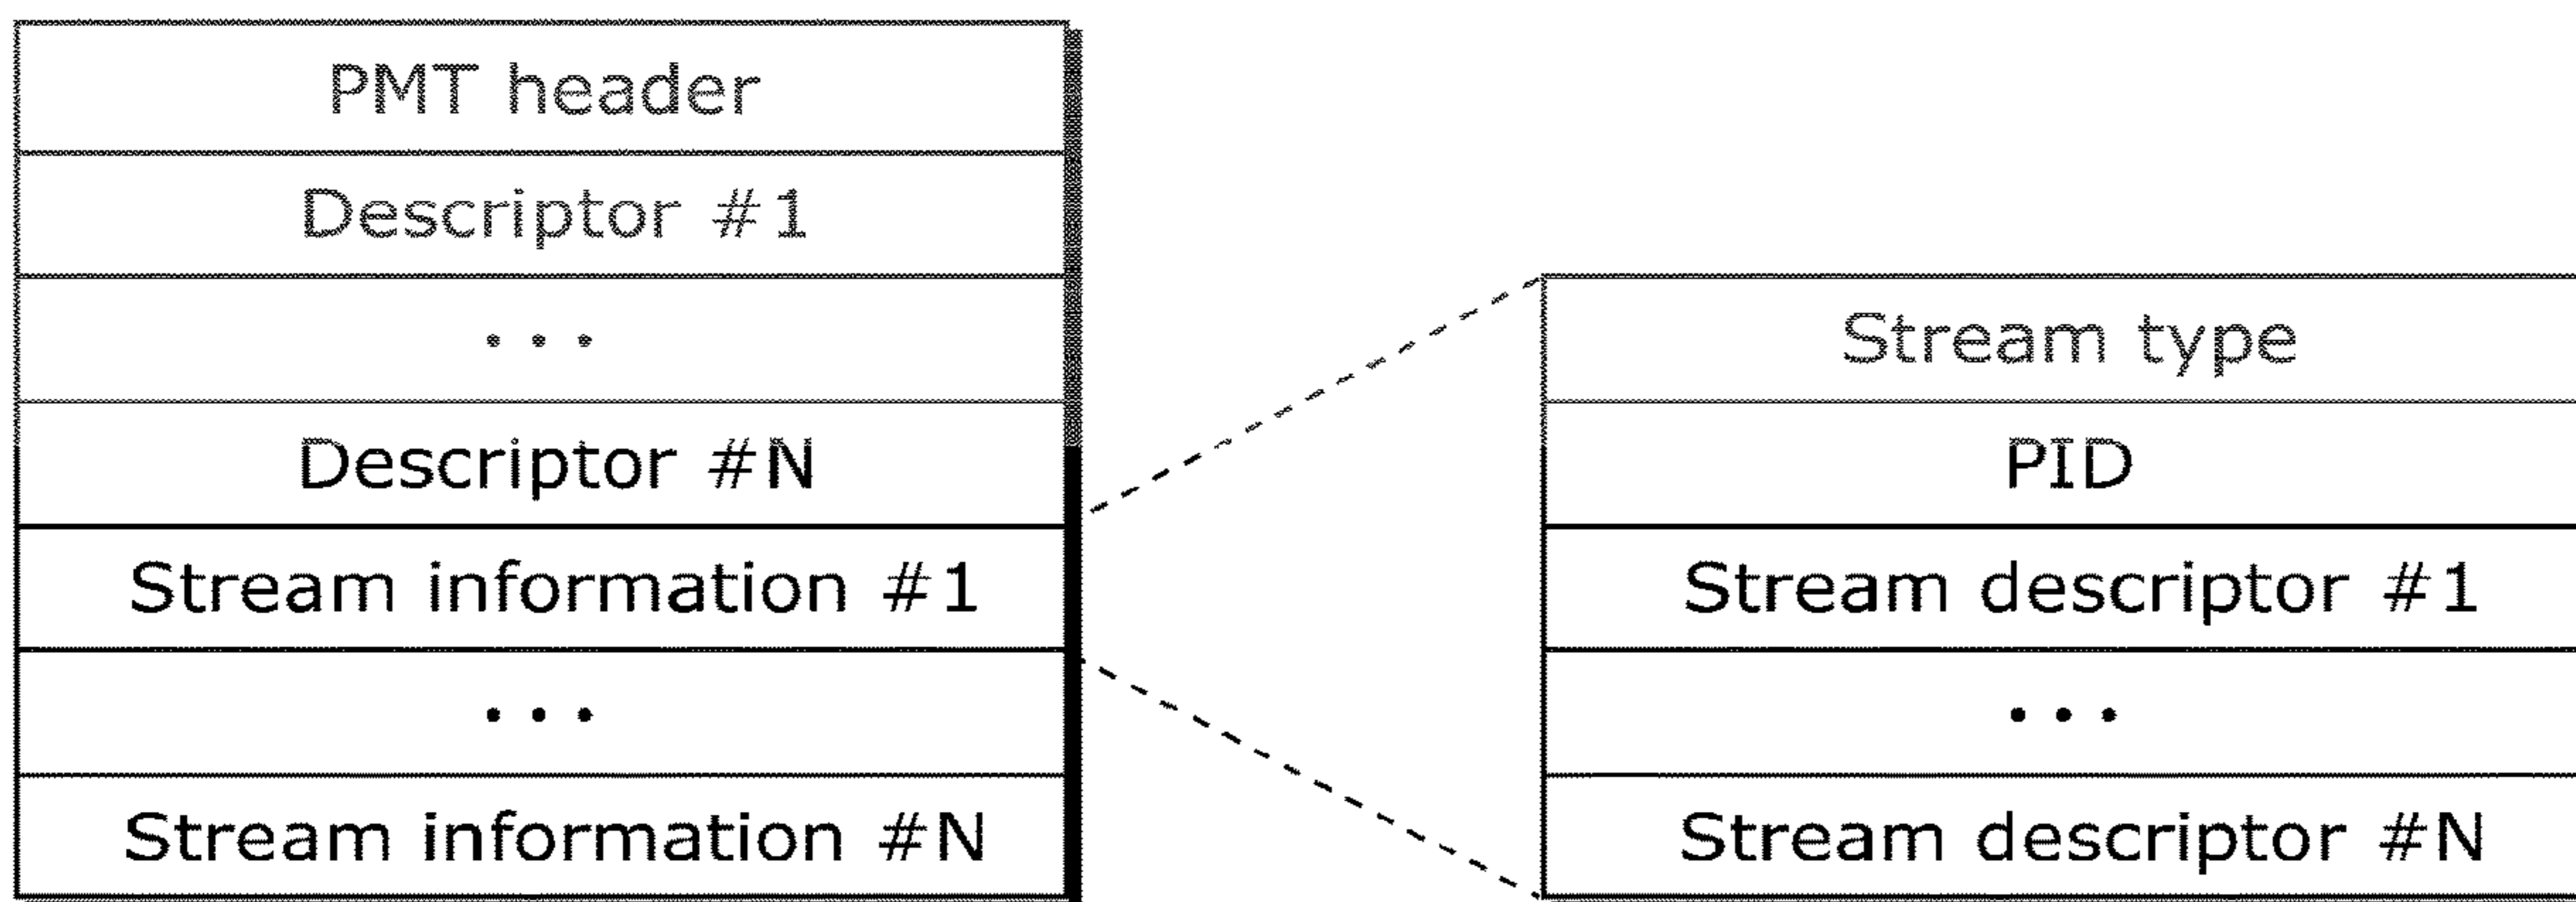 PMT header
Descriptor #1
...
Descriptor #N
Stream information #1
...
Stream information #N
Stream type
PID
Stream descriptor #1
...
Stream descriptor #N